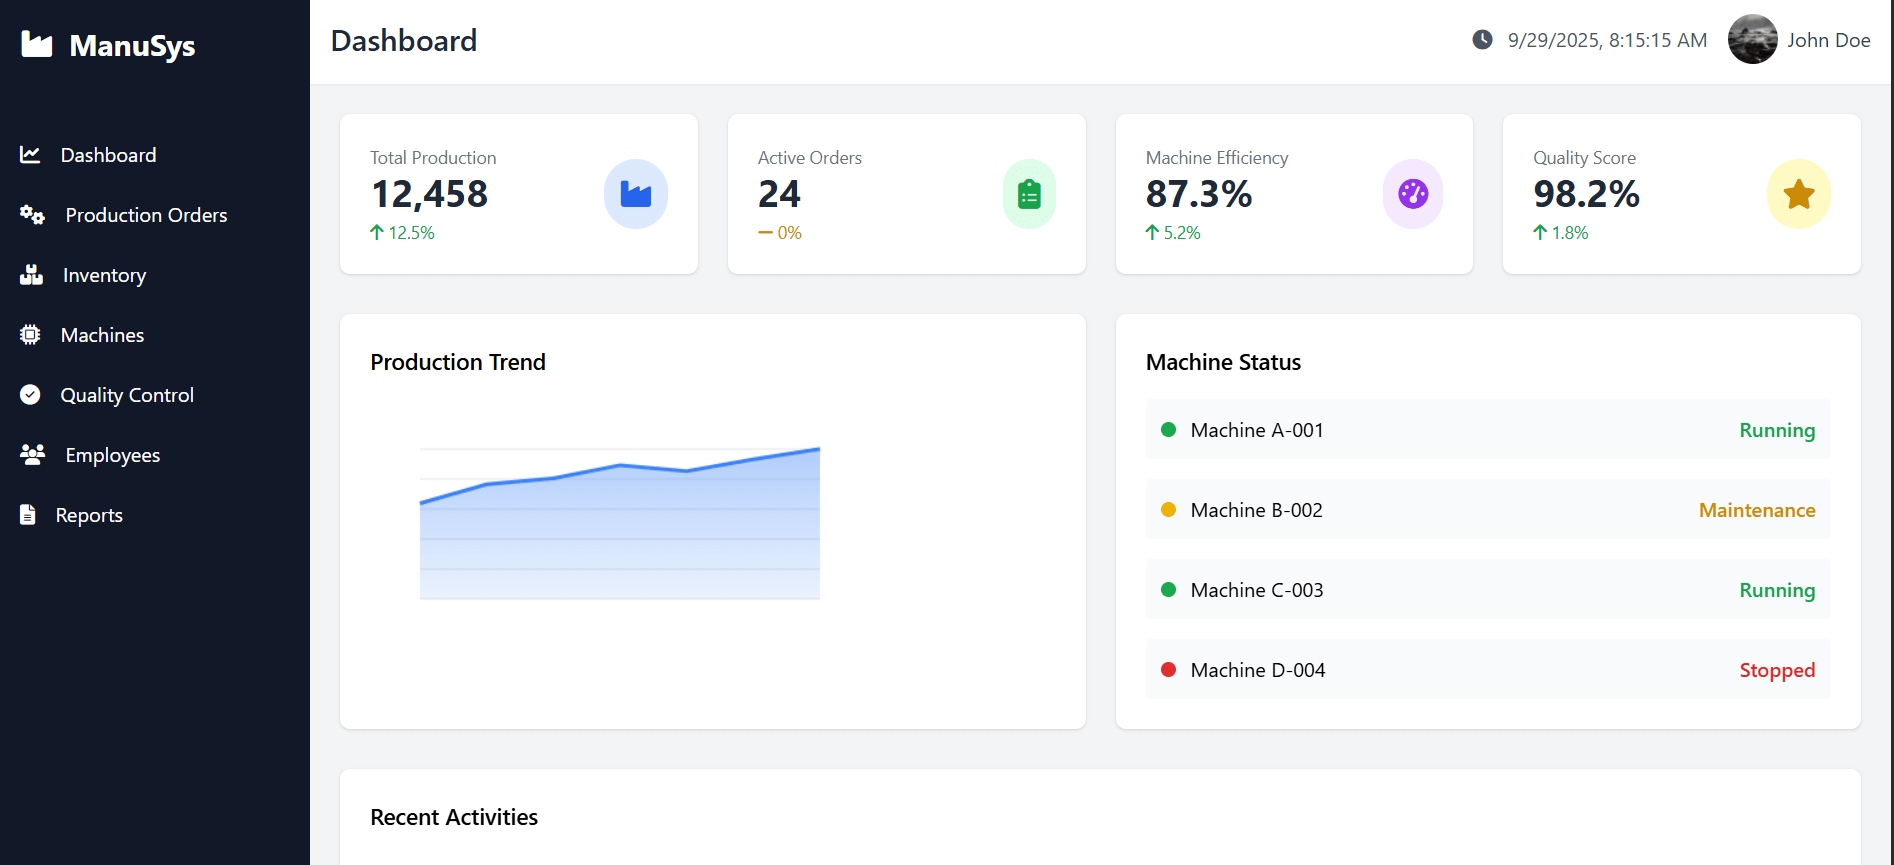 ManuSys
Dashboard
Production Orders
Inventory
Machines
Quality Control
Employees
Reports
Dashboard
9/29/2025, 8:15:15 AM
John Doe
Total Production
12,458
12.5%
Active Orders
24
0%
Machine Efficiency
87.3%
5.2%
Quality Score
98.2%
1.8%
Production Trend
Machine Status
Machine A-001 Running
Machine B-002 Maintenance
Machine C-003 Running
Machine D-004 Stopped
Recent Activities